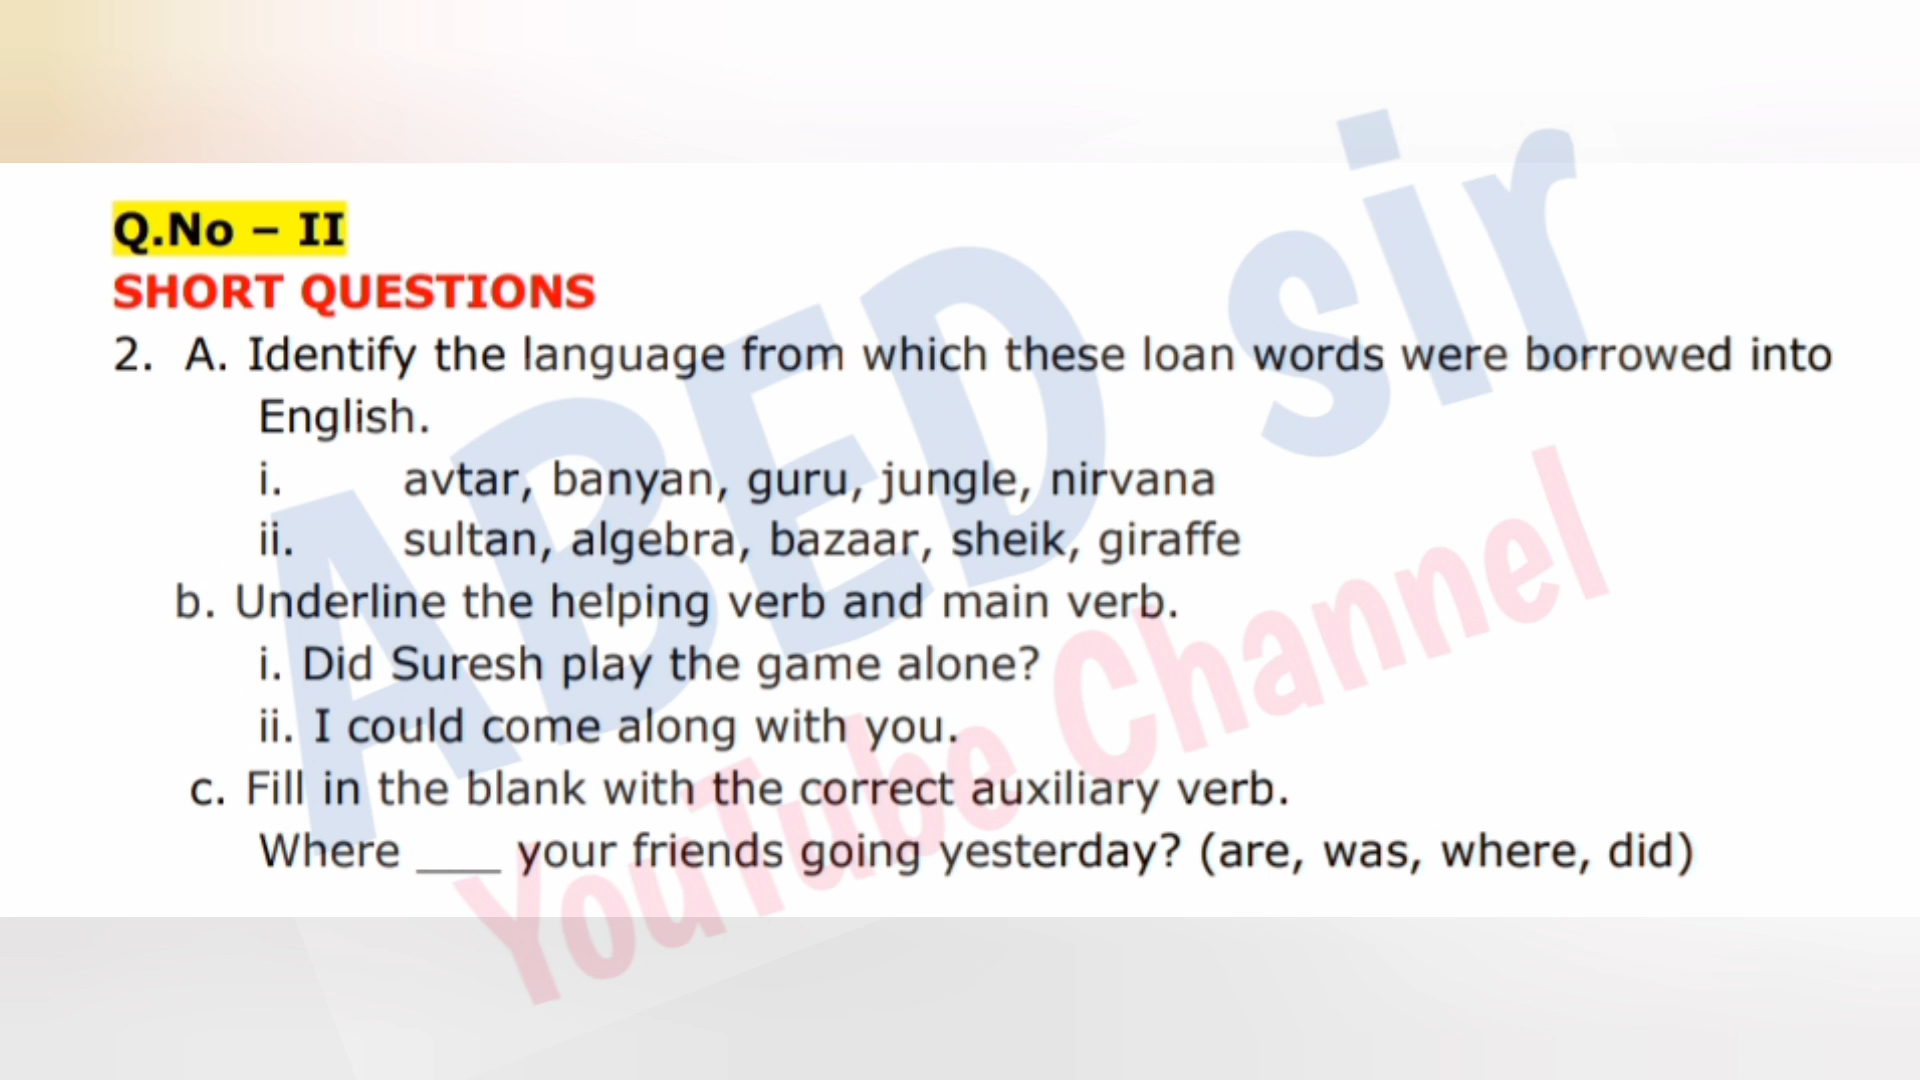 Q.No – II
SHORT QUESTIONS
2. A. Identify the language from which these loan words were borrowed into
English.
i. avtar, banyan, guru, jungle, nirvana
ii. sultan, algebra, bazaar, sheik, giraffe
b. Underline the helping verb and main verb.
i. Did Suresh play the game alone?
ii. I could come along with you.
c. Fill in the blank with the correct auxiliary verb.
Where ____ your friends going yesterday? (are, was, where, did)
ABED sir
YouTube Channel